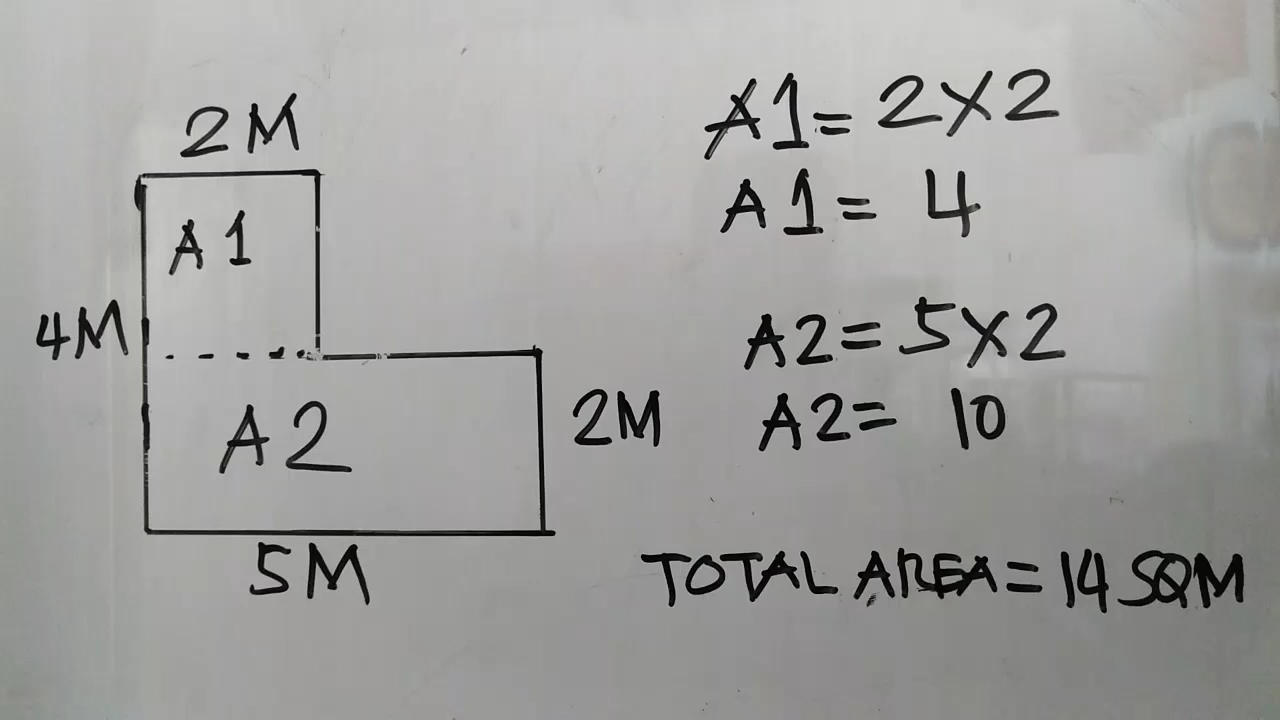 2M
A1
4M
A2
2M
5M
A1= 2X2
A1= 4
A2= 5X2
A2= 10
TOTAL AREA= 14 SQM